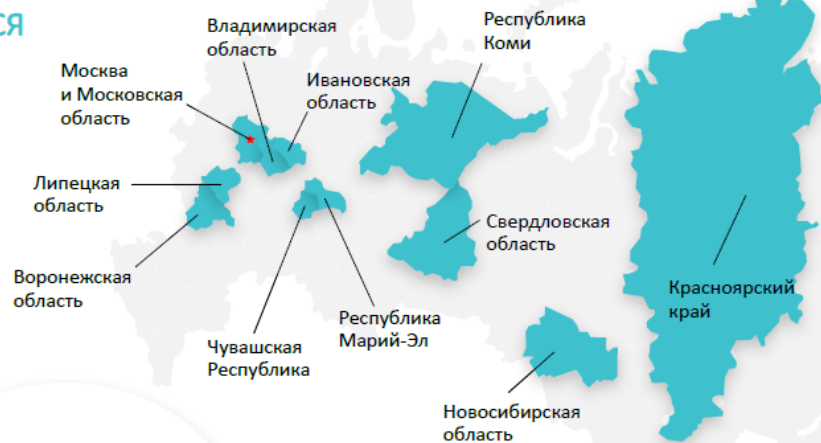 СЯ
Владимирская
область
Республика
Коми
Москва
и Московская
область
Ивановская
область
Липецкая
область
Свердловская
область
Воронежская
область
Красноярский
край
Республика
Марий-Эл
Чувашская
Республика
Новосибирская
область